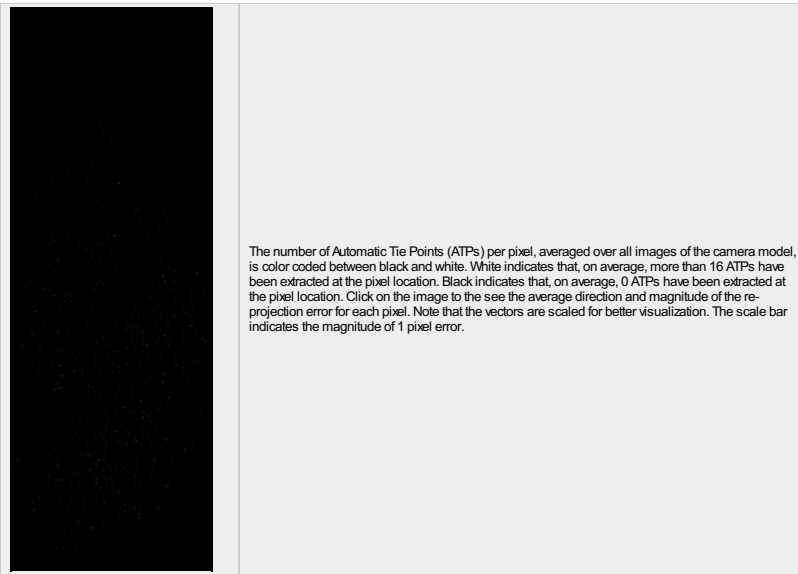 The number of Automatic Tie Points (ATPs) per pixel, averaged over all images of the camera model,
is color coded between black and white. White indicates that, on average, more than 16 ATPs have
been extracted at the pixel location. Black indicates that, on average, 0 ATPs have been extracted at
the pixel location. Click on the image to the see the average direction and magnitude of the re-
projection error for each pixel. Note that the vectors are scaled for better visualization. The scale bar
indicates the magnitude of 1 pixel error.